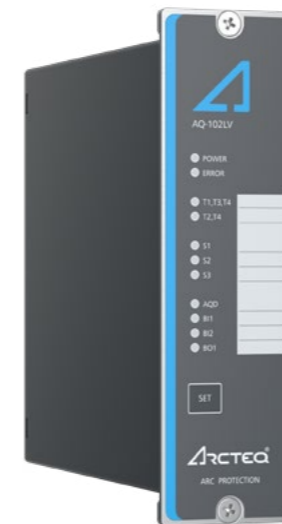 AQ-102LV
POWER
ERROR
T1,T3,T4
T2,T4
S1
S2
S3
AQD
BI1
BI2
BO1
SET
ARCTEQ®
ARC PROTECTION